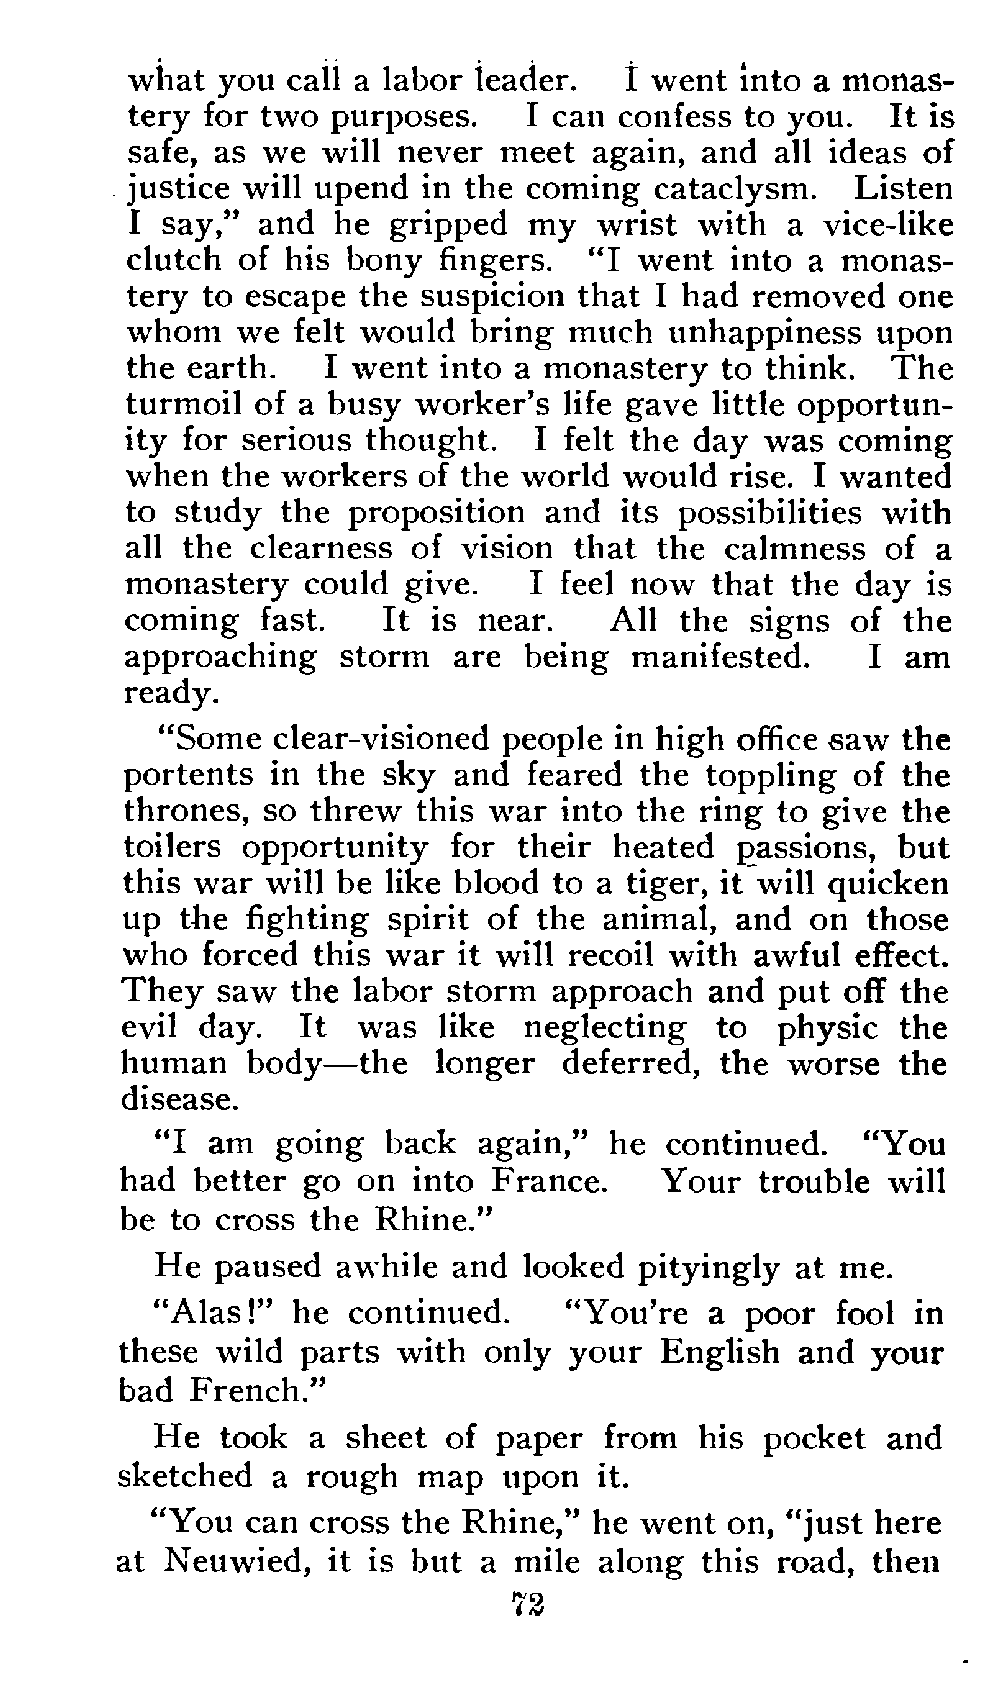 what you call a labor leader. I went into a monas-
tery for two purposes. I can confess to you. It is
safe, as we will never meet again, and all ideas of
justice will upend in the coming cataclysm. Listen
I say,” and he gripped my wrist with a vice-like
clutch of his bony fingers. “I went into a monas-
tery to escape the suspicion that I had removed one
whom we felt would bring much unhappiness upon
the earth. I went into a monastery to think. The
turmoil of a busy worker's life gave little opportun-
ity for serious thought. I felt the day was coming
when the workers of the world would rise. I wanted
to study the proposition and its possibilities with
all the clearness of vision that the calmness of a
monastery could give. I feel now that the day is
coming fast. It is near. All the signs of the
approaching storm are being manifested. I am
ready.
“Some clear-visioned people in high office saw the
portents in the sky and feared the toppling of the
thrones, so threw this war into the ring to give the
toilers opportunity for their heated passions, but
this war will be like blood to a tiger, it will quicken
up the fighting spirit of the animal, and on those
who forced this war it will recoil with awful effect.
They saw the labor storm approach and put off the
evil day. It was like neglecting to physic the
human body—the longer deferred, the worse the
disease.
“I am going back again,” he continued. “You
had better go on into France. Your trouble will
be to cross the Rhine.”
He paused awhile and looked pityingly at me.
“Alas!” he continued. “You're a poor fool in
these wild parts with only your English and your
bad French.”
He took a sheet of paper from his pocket and
sketched a rough map upon it.
“You can cross the Rhine,” he went on, “just here
at Neuwied, it is but a mile along this road, then
72